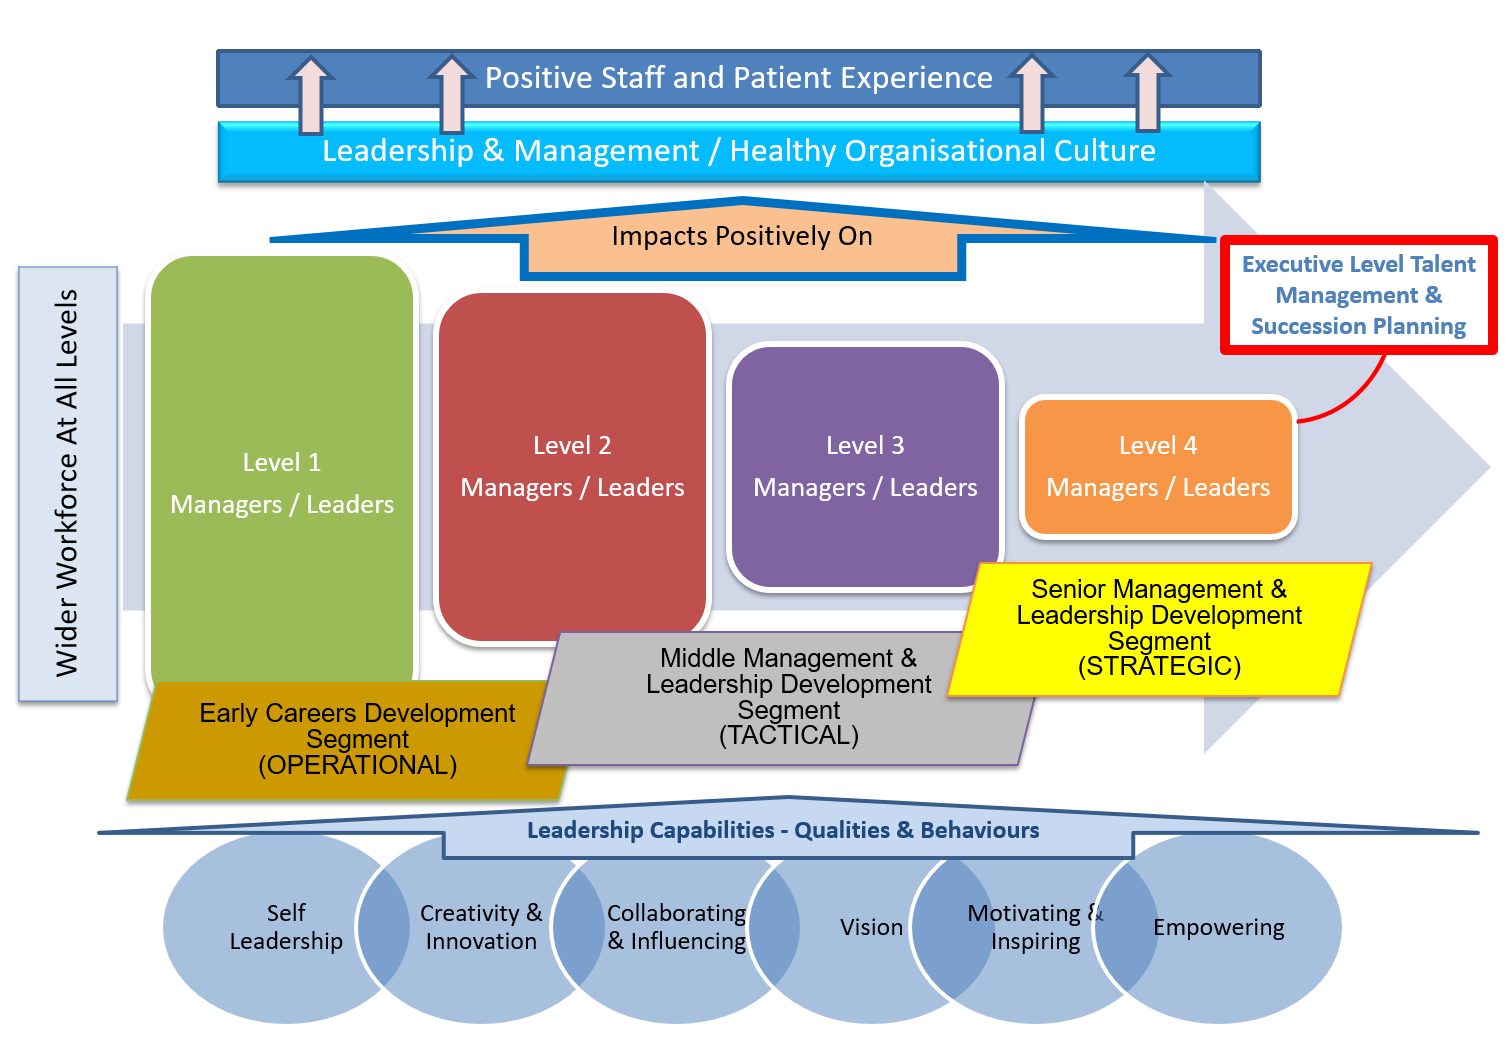 Positive Staff and Patient Experience
Leadership & Management / Healthy Organisational Culture
Impacts Positively On
Executive Level Talent
Management &
Succession Planning
Wider Workforce At All Levels
Level 1
Managers / Leaders
Level 2
Managers / Leaders
Level 3
Managers / Leaders
Level 4
Managers / Leaders
Early Careers Development
Segment
(OPERATIONAL)
Middle Management &
Leadership Development
Segment
(TACTICAL)
Senior Management &
Leadership Development
Segment
(STRATEGIC)
Leadership Capabilities - Qualities & Behaviours
Self
Leadership
Creativity &
Innovation
Collaborating
& Influencing
Vision
Motivating &
Inspiring
Empowering